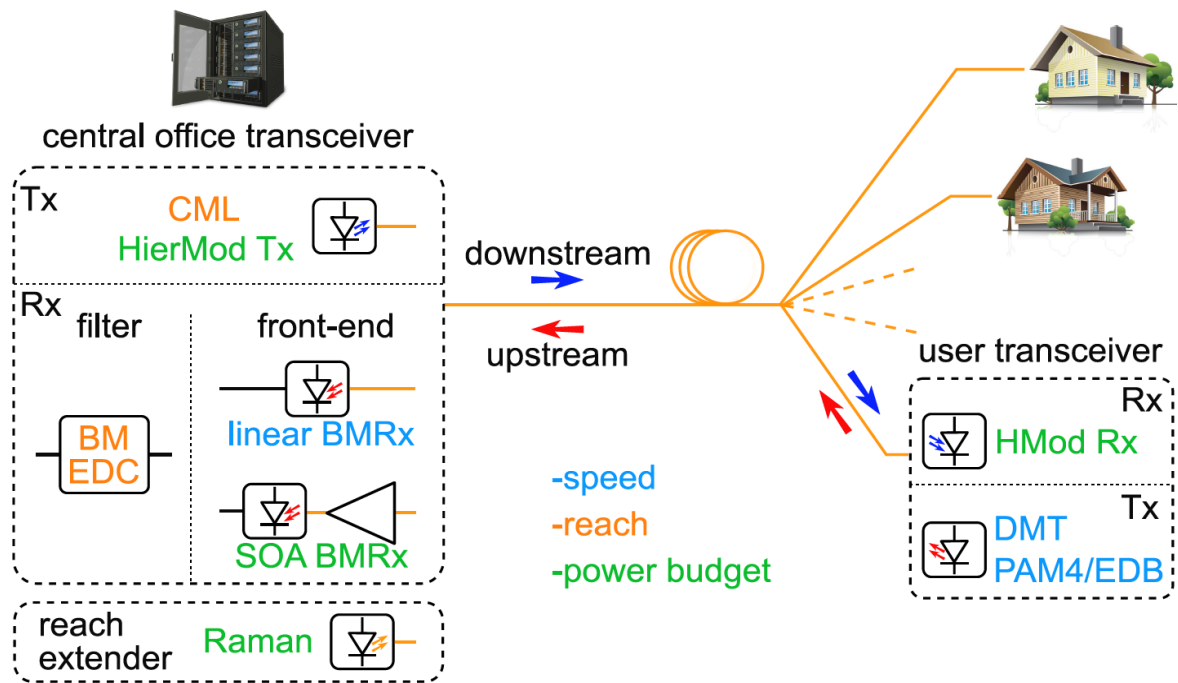 central office transceiver
Tx
CML
HierMod Tx
Rx
filter
front-end
linear BMRx
BM
EDC
SOA BMRx
reach
extender
Raman
downstream
upstream
-speed
-reach
-power budget
user transceiver
Rx
HMod Rx
Tx
DMT
PAM4/EDB